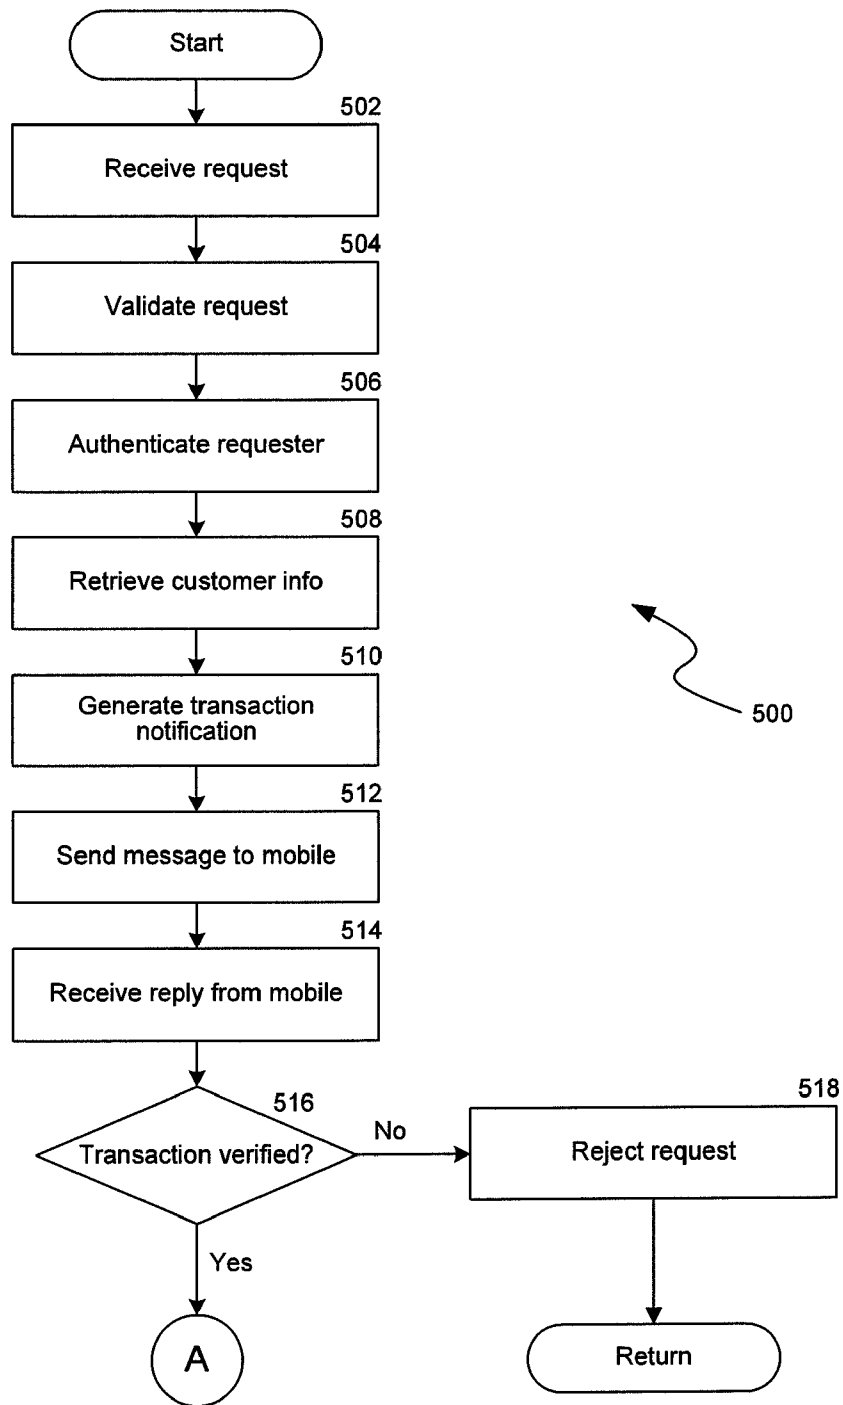 Start
502
Receive request
504
Validate request
506
Authenticate requester
508
Retrieve customer info
510
Generate transaction
notification
500
512
Send message to mobile
514
Receive reply from mobile
516
Transaction verified?
No
518
Reject request
Yes
A
Return